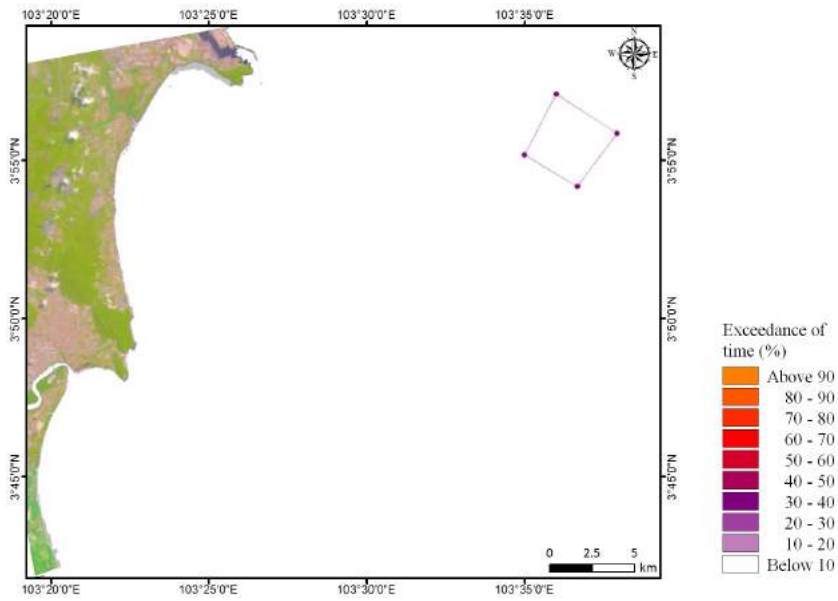 103°20'0"E 103°25'0"E 103°30'0"E 103°35'0"E
N
W E
S
3°55'0"N 3°55'0"N
3°50'0"N 3°50'0"N
3°45'0"N 3°45'0"N
Exceedance of
time (%)
Above 90
80 - 90
70 - 80
60 - 70
50 - 60
40 - 50
30 - 40
20 - 30
10 - 20
Below 10
0 2.5 5
km
103°20'0"E 103°25'0"E 103°30'0"E 103°35'0"E